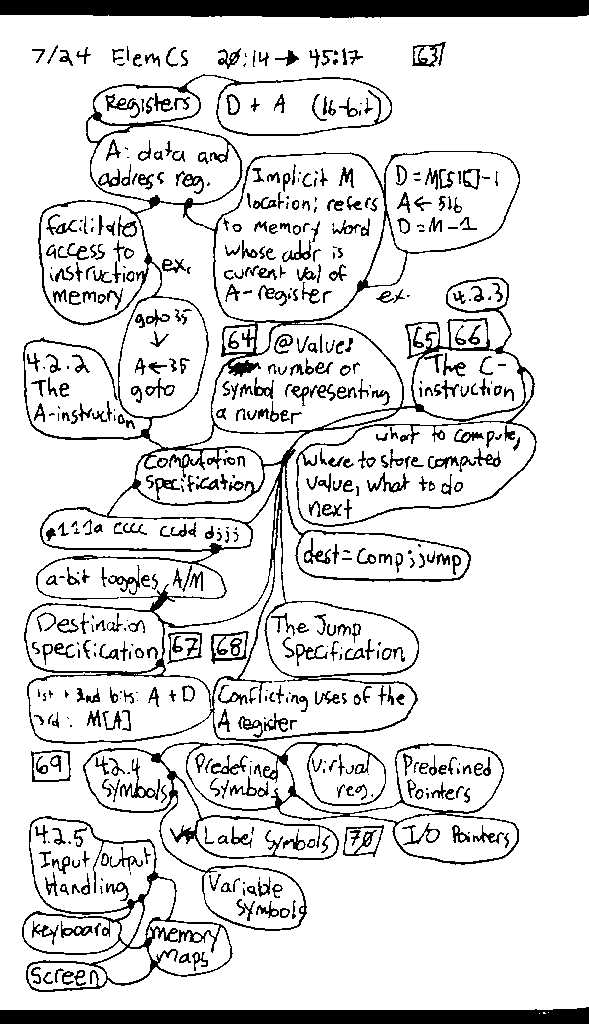 7/24 ElemCS 20:14 → 45:17 63
Registers
D + A (16-bit)
A: data and
address reg.
Implicit M
location; refers
to memory word
whose addr is
current val of
A-register
D=M[516]-1
A←516
D=M-1
ex.
facilitates
access to
instruction
memory
ex.
goto 35
↓
A←35
goto
4.2.2
The
A-instruction
64
@value:
number or
symbol representing
a number
4.2.3
65 66
The C-
instruction
what to compute,
where to store computed
value, what to do
next
Computation
specification
111a cccc ccdd djjj
a-bit toggles A/M
dest=comp;jump
Destination
specification
67 68
The Jump
Specification
1st + 2nd bits: A + D
3rd: M[A]
Conflicting uses of the
A register
69
4.2.4
Symbols
Predefined
Symbols
Virtual
reg.
Predefined
Pointers
Label Symbols
70
I/O Pointers
Variable
Symbols
4.2.5
Input/Output
Handling
keyboard
screen
memory
maps